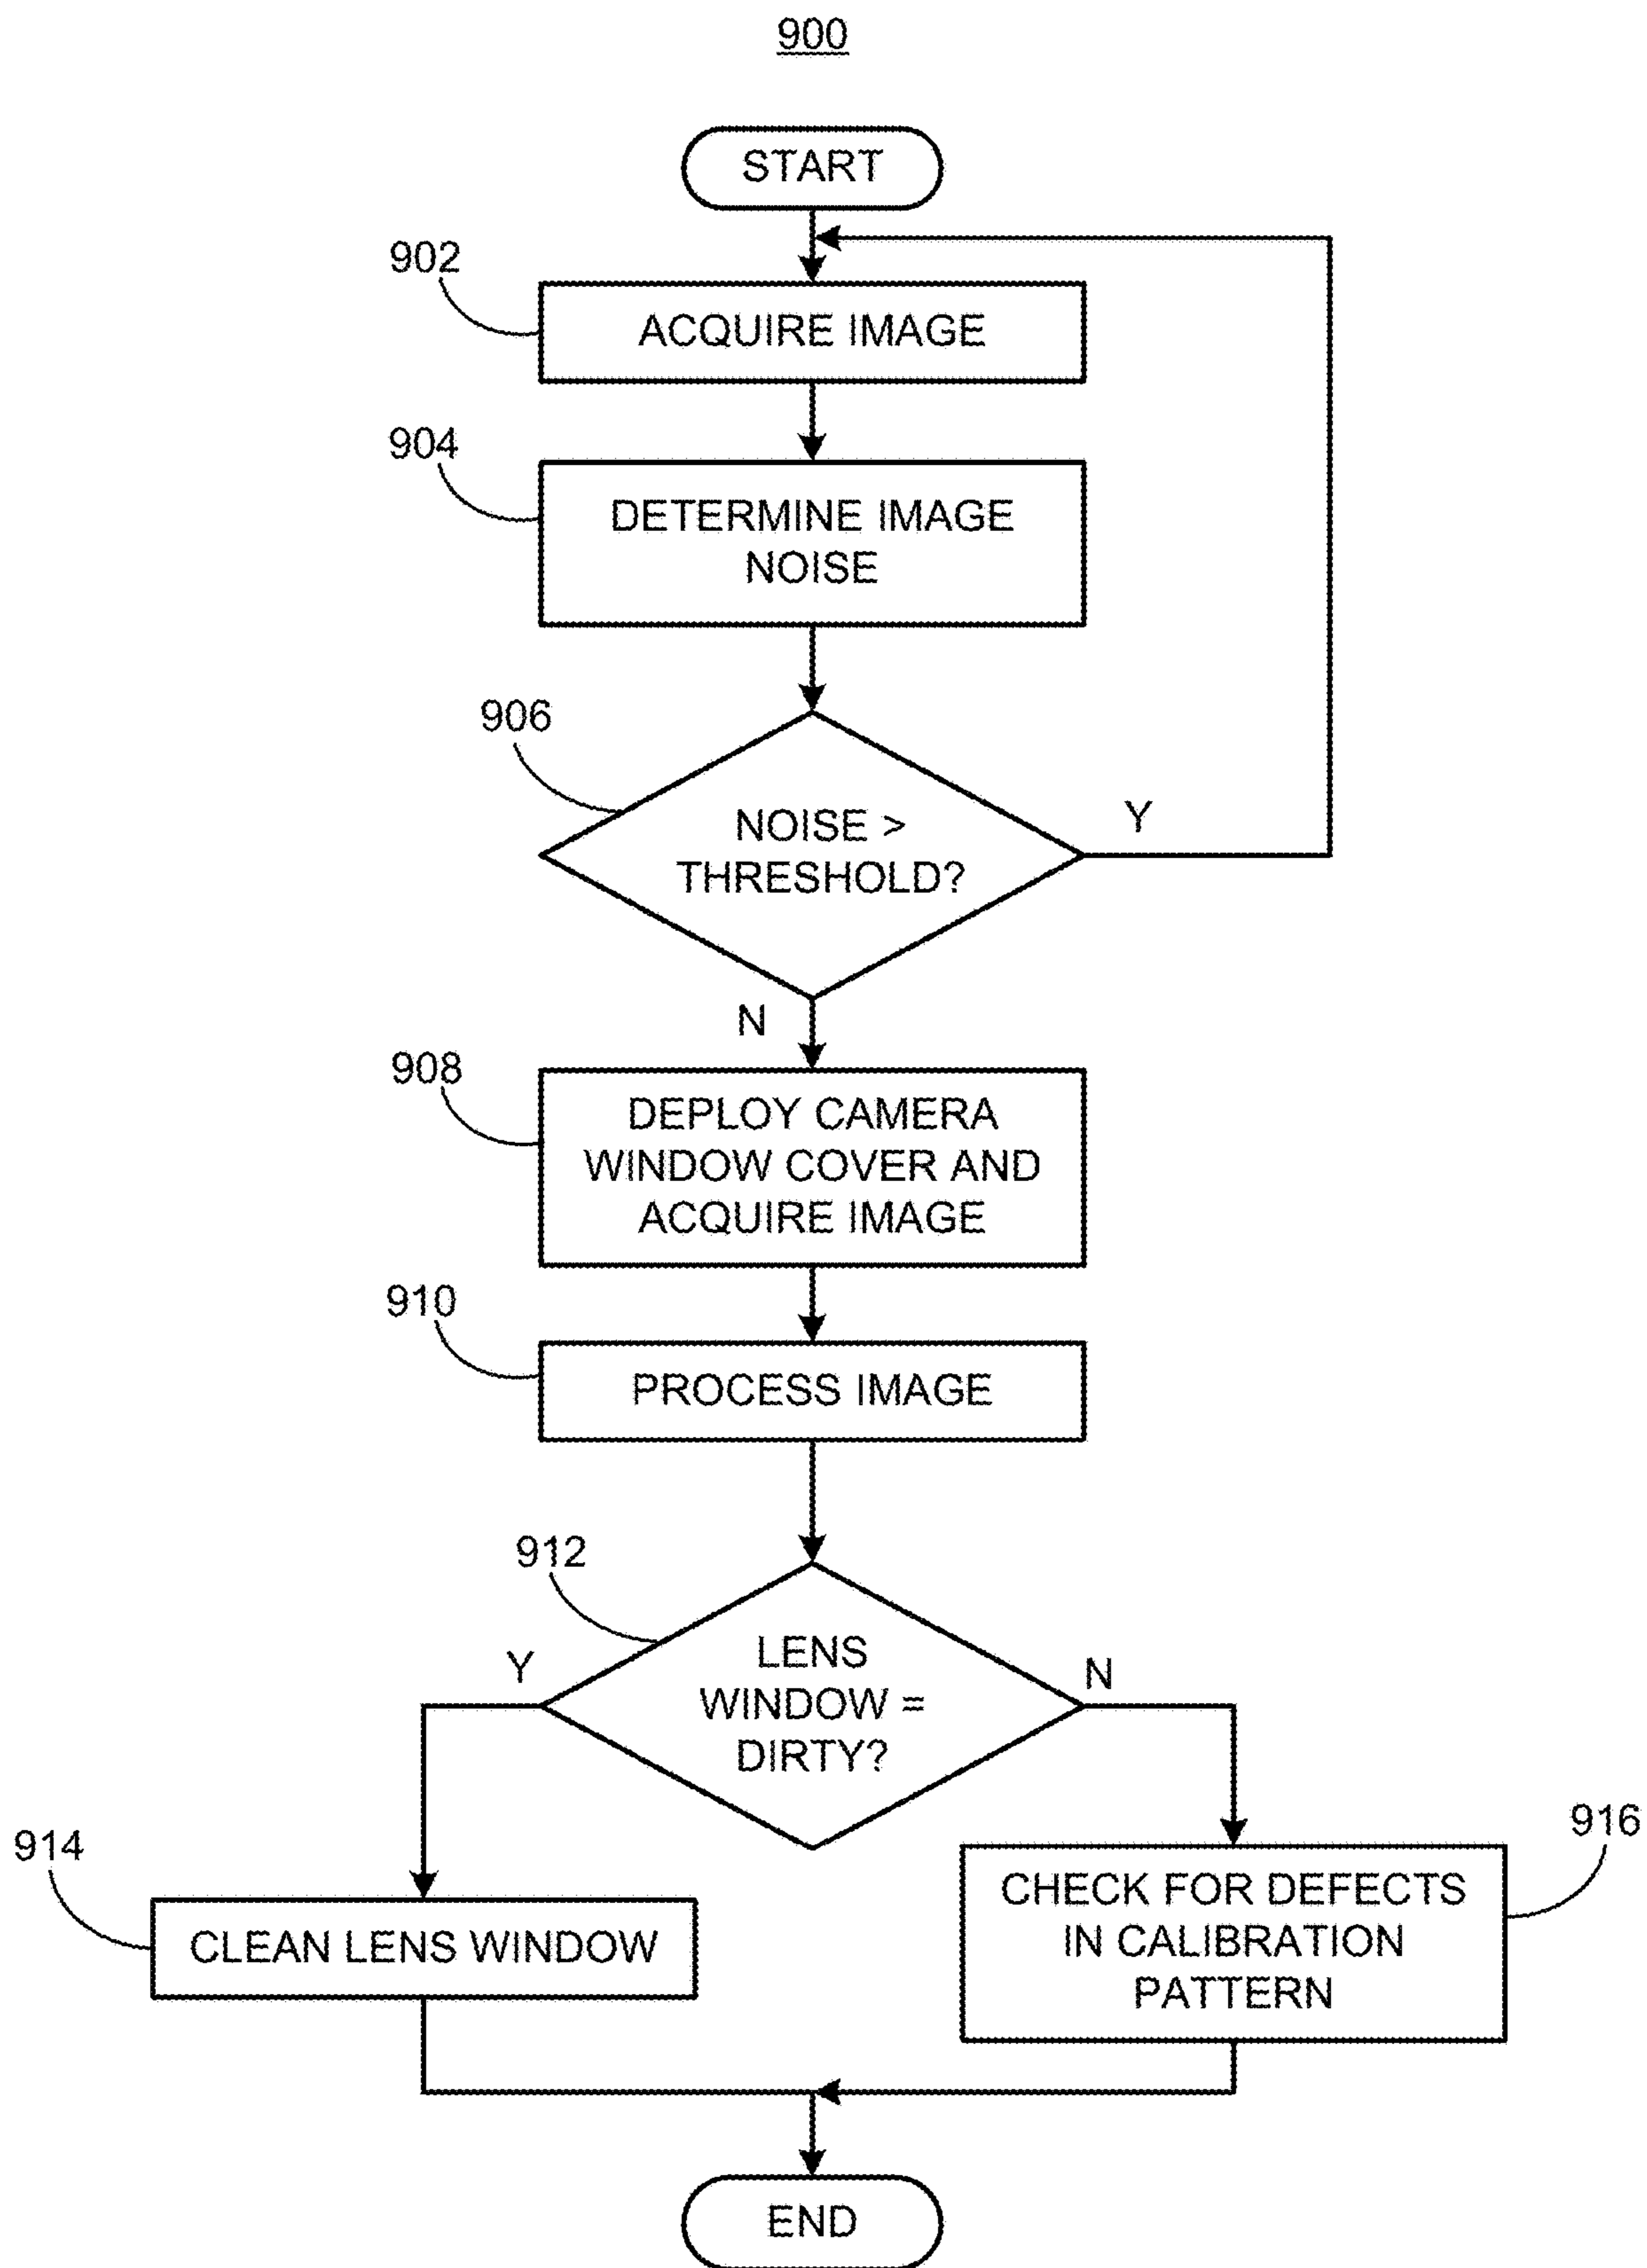 900
START
902
ACQUIRE IMAGE
904
DETERMINE IMAGE
NOISE
906
NOISE >
THRESHOLD?
Y
N
908
DEPLOY CAMERA
WINDOW COVER AND
ACQUIRE IMAGE
910
PROCESS IMAGE
912
LENS
WINDOW =
DIRTY?
Y
N
914
CLEAN LENS WINDOW
916
CHECK FOR DEFECTS
IN CALIBRATION
PATTERN
END